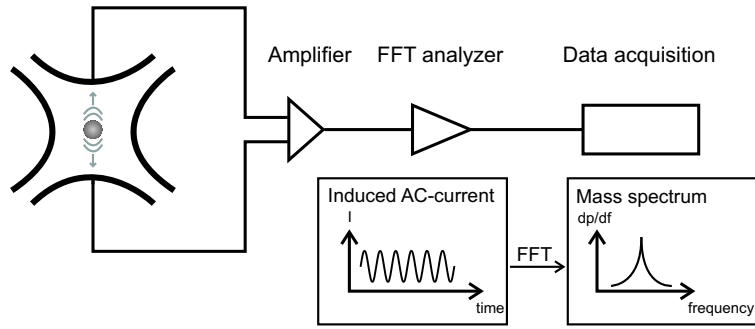 Amplifier
FFT analyzer
Data acquisition
Induced AC-current
I
time
FFT
Mass spectrum
dp/df
frequency